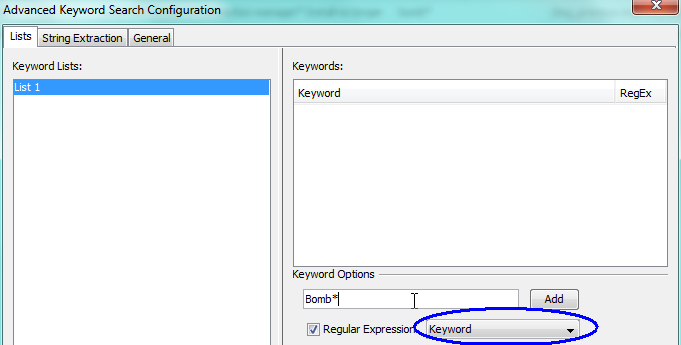 Advanced Keyword Search Configuration
Lists String Extraction General
Keyword Lists:
List 1
Keywords:
Keyword RegEx
Keyword Options
Bomb*
Add
Regular Expression Keyword